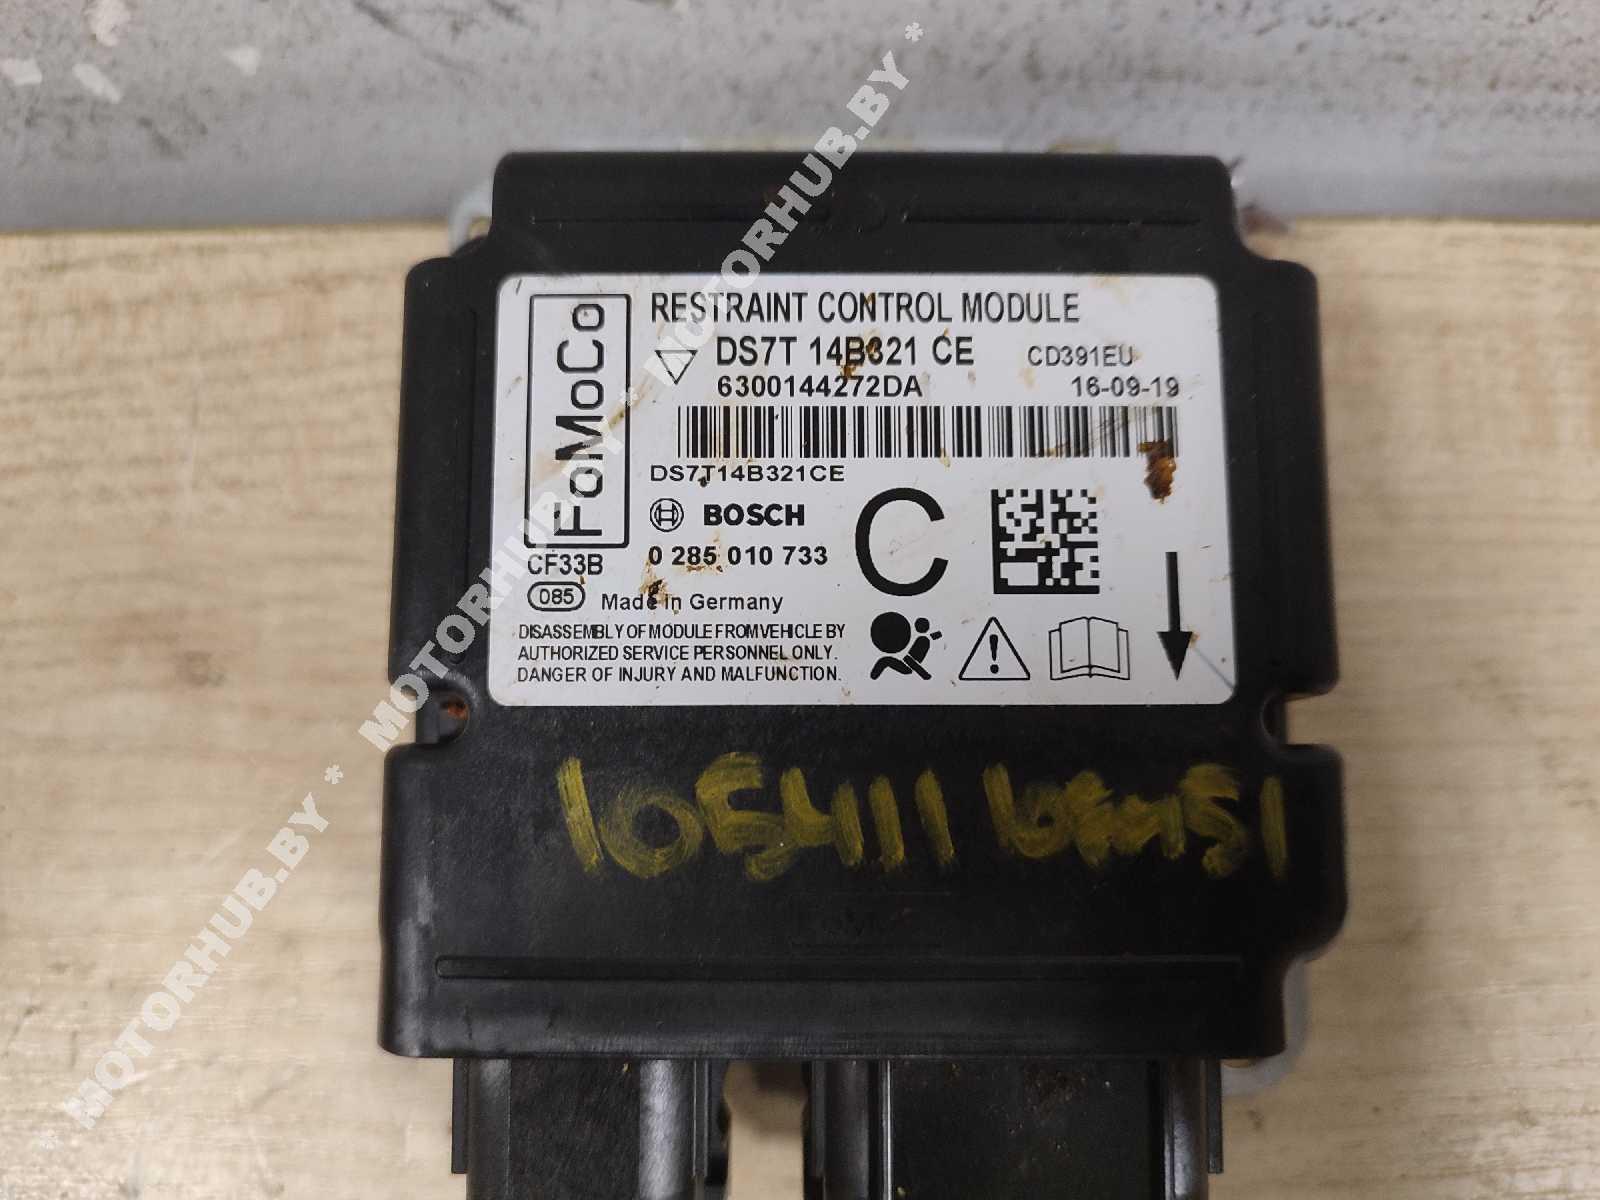 FoMoCo
RESTRAINT CONTROL MODULE
DS7T 14B321 CE CD391EU
6300144272DA 16-09-19
DS7T14B321CE
BOSCH
C
0 285 010 733
CF33B
085 Made in Germany
DISASSEMBLY OF MODULE FROM VEHICLE BY
AUTHORIZED SERVICE PERSONNEL ONLY.
DANGER OF INJURY AND MALFUNCTION.
* MOTORHUB.BY * MOTORHUB.BY * MOTORHUB.BY *
* MOTORHUB.BY *